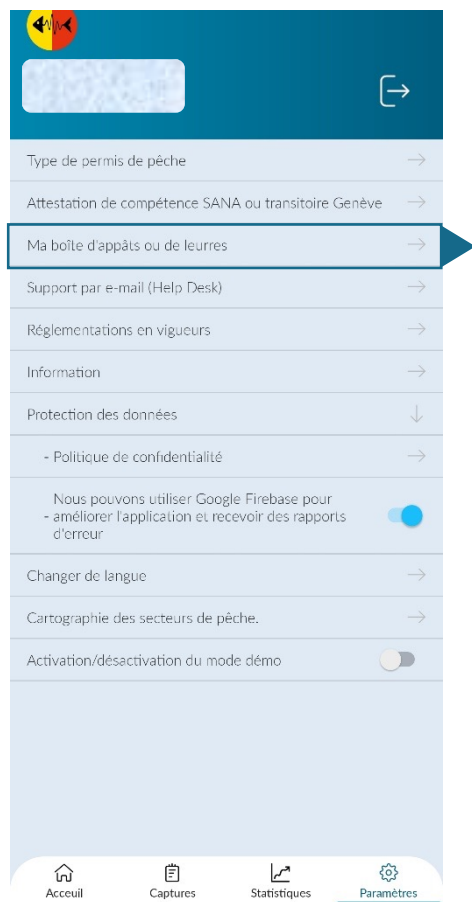 Type de permis de pêche
Attestation de compétence SANA ou transitoire Genève
Ma boîte d'appâts ou de leurres
Support par e-mail (Help Desk)
Réglementations en vigueurs
Information
Protection des données
- Politique de confidentialité
Nous pouvons utiliser Google Firebase pour
- améliorer l'application et recevoir des rapports
d'erreur
Changer de langue
Cartographie des secteurs de pêche.
Activation/désactivation du mode démo
Acceuil Captures Statistiques Paramètres